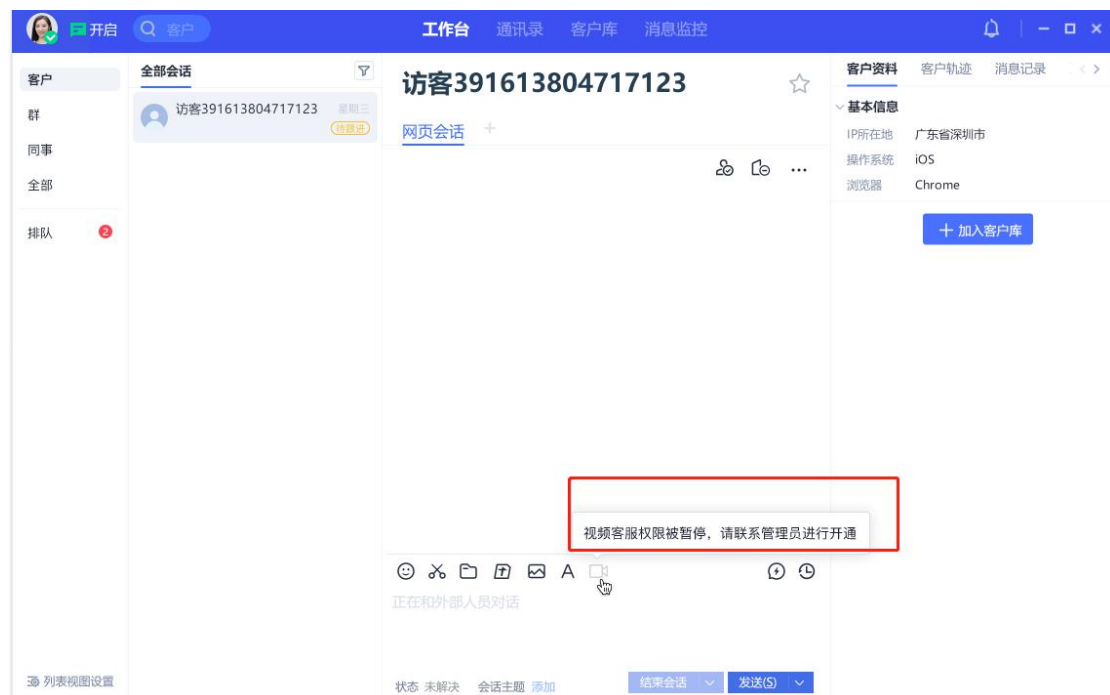 开启
客户
工作台 通讯录 客户库 消息监控
客户
群
同事
全部
排队 2
列表视图设置
全部会话
访客391613804717123 星期三
待跟进
访客391613804717123
网页会话
视频客服权限被暂停，请联系管理员进行开通
正在和外部人员对话
状态 未解决 会话主题 添加
结束会话 发送(S)
客户资料 客户轨迹 消息记录
基本信息
IP所在地 广东省深圳市
操作系统 iOS
浏览器 Chrome
加入客户库